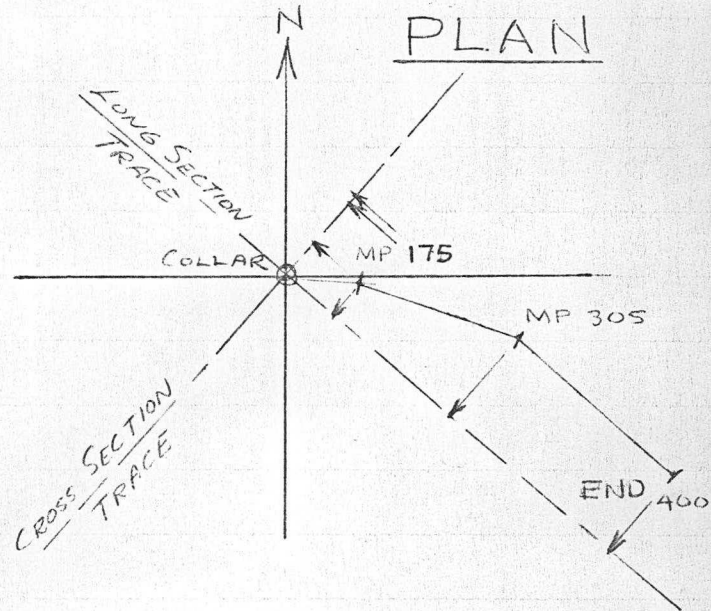 N
PLAN
LONG SECTION
TRACE
COLLAR
MP 175
MP 305
END 400
CROSS SECTION
TRACE